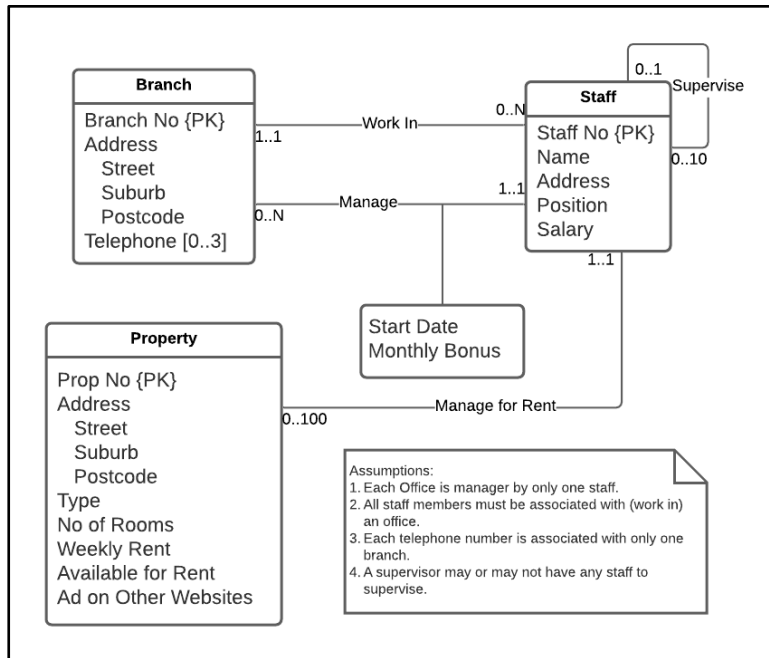 Branch
Branch No {PK}
Address
Street
Suburb
Postcode
Telephone [0..3]
1..1
Work In
0..N
0..N
Manage
1..1
Staff
Staff No {PK}
Name
Address
Position
Salary
0..1
Supervise
0..10
1..1
Start Date
Monthly Bonus
Property
Prop No {PK}
Address
Street
Suburb
Postcode
Type
No of Rooms
Weekly Rent
Available for Rent
Ad on Other Websites
0..100
Manage for Rent
Assumptions:
1. Each Office is manager by only one staff.
2. All staff members must be associated with (work in)
an office.
3. Each telephone number is associated with only one
branch.
4. A supervisor may or may not have any staff to
supervise.